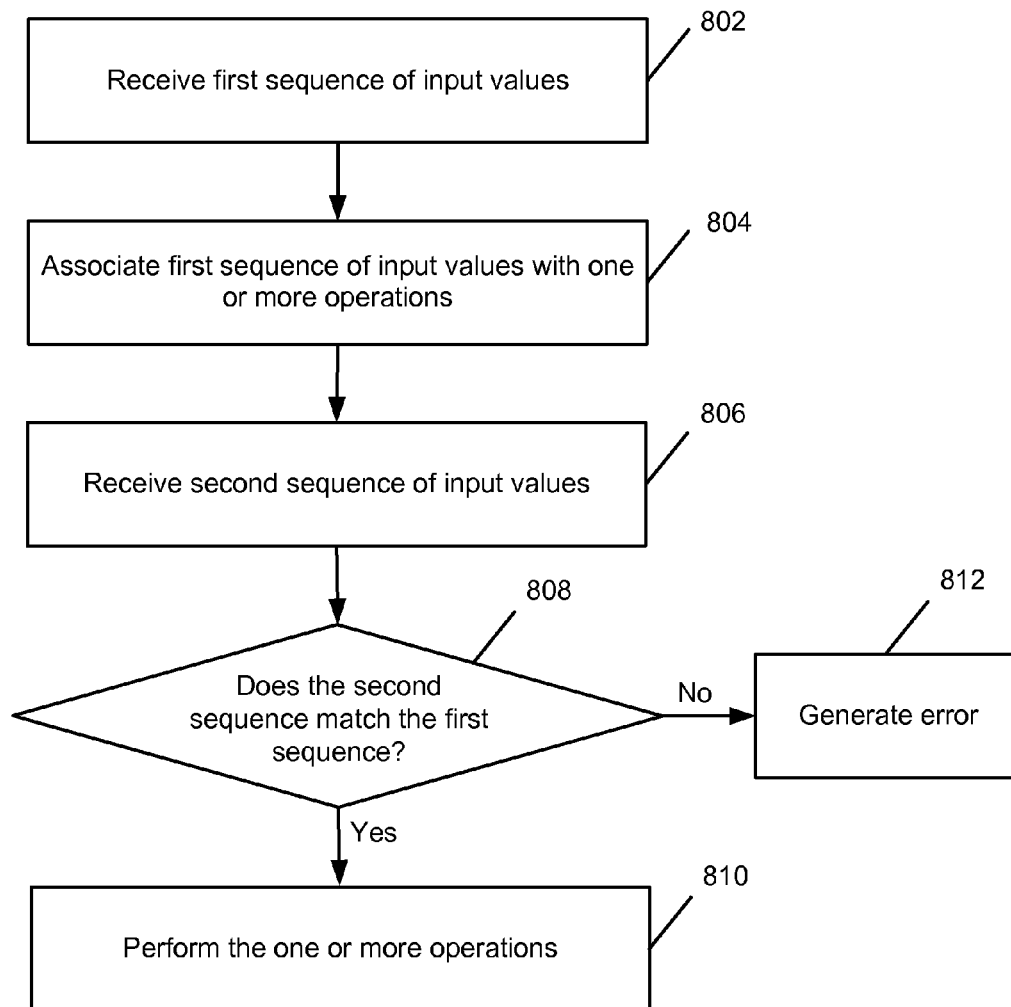 802
Receive first sequence of input values
804
Associate first sequence of input values with one
or more operations
806
Receive second sequence of input values
808
812
Does the second
sequence match the first
sequence?
No
Generate error
Yes
810
Perform the one or more operations